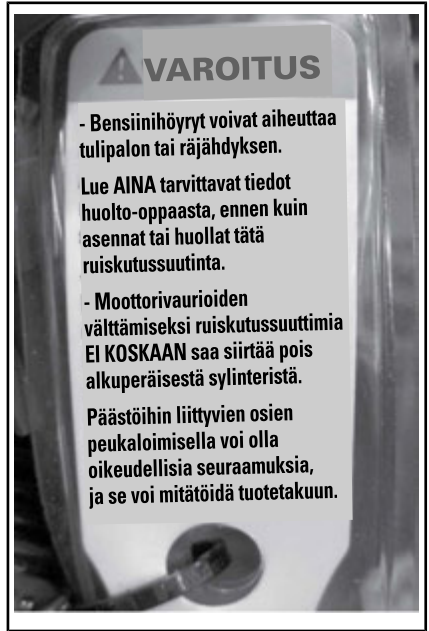 VAROITUS
- Bensiinihöyryt voivat aiheuttaa
tulipalon tai räjähdyksen.
Lue AINA tarvittavat tiedot
huolto-oppaasta, ennen kuin
asennat tai huollat tätä
ruiskutussuutinta.
- Moottorivaurioiden
välttämiseksi ruiskutussuuttimia
EI KOSKAAN saa siirtää pois
alkuperäisestä sylinteristä.
Päästöihin liittyvien osien
peukaloimisella voi olla
oikeudellisia seuraamuksia,
ja se voi mitätöidä tuotetakuun.